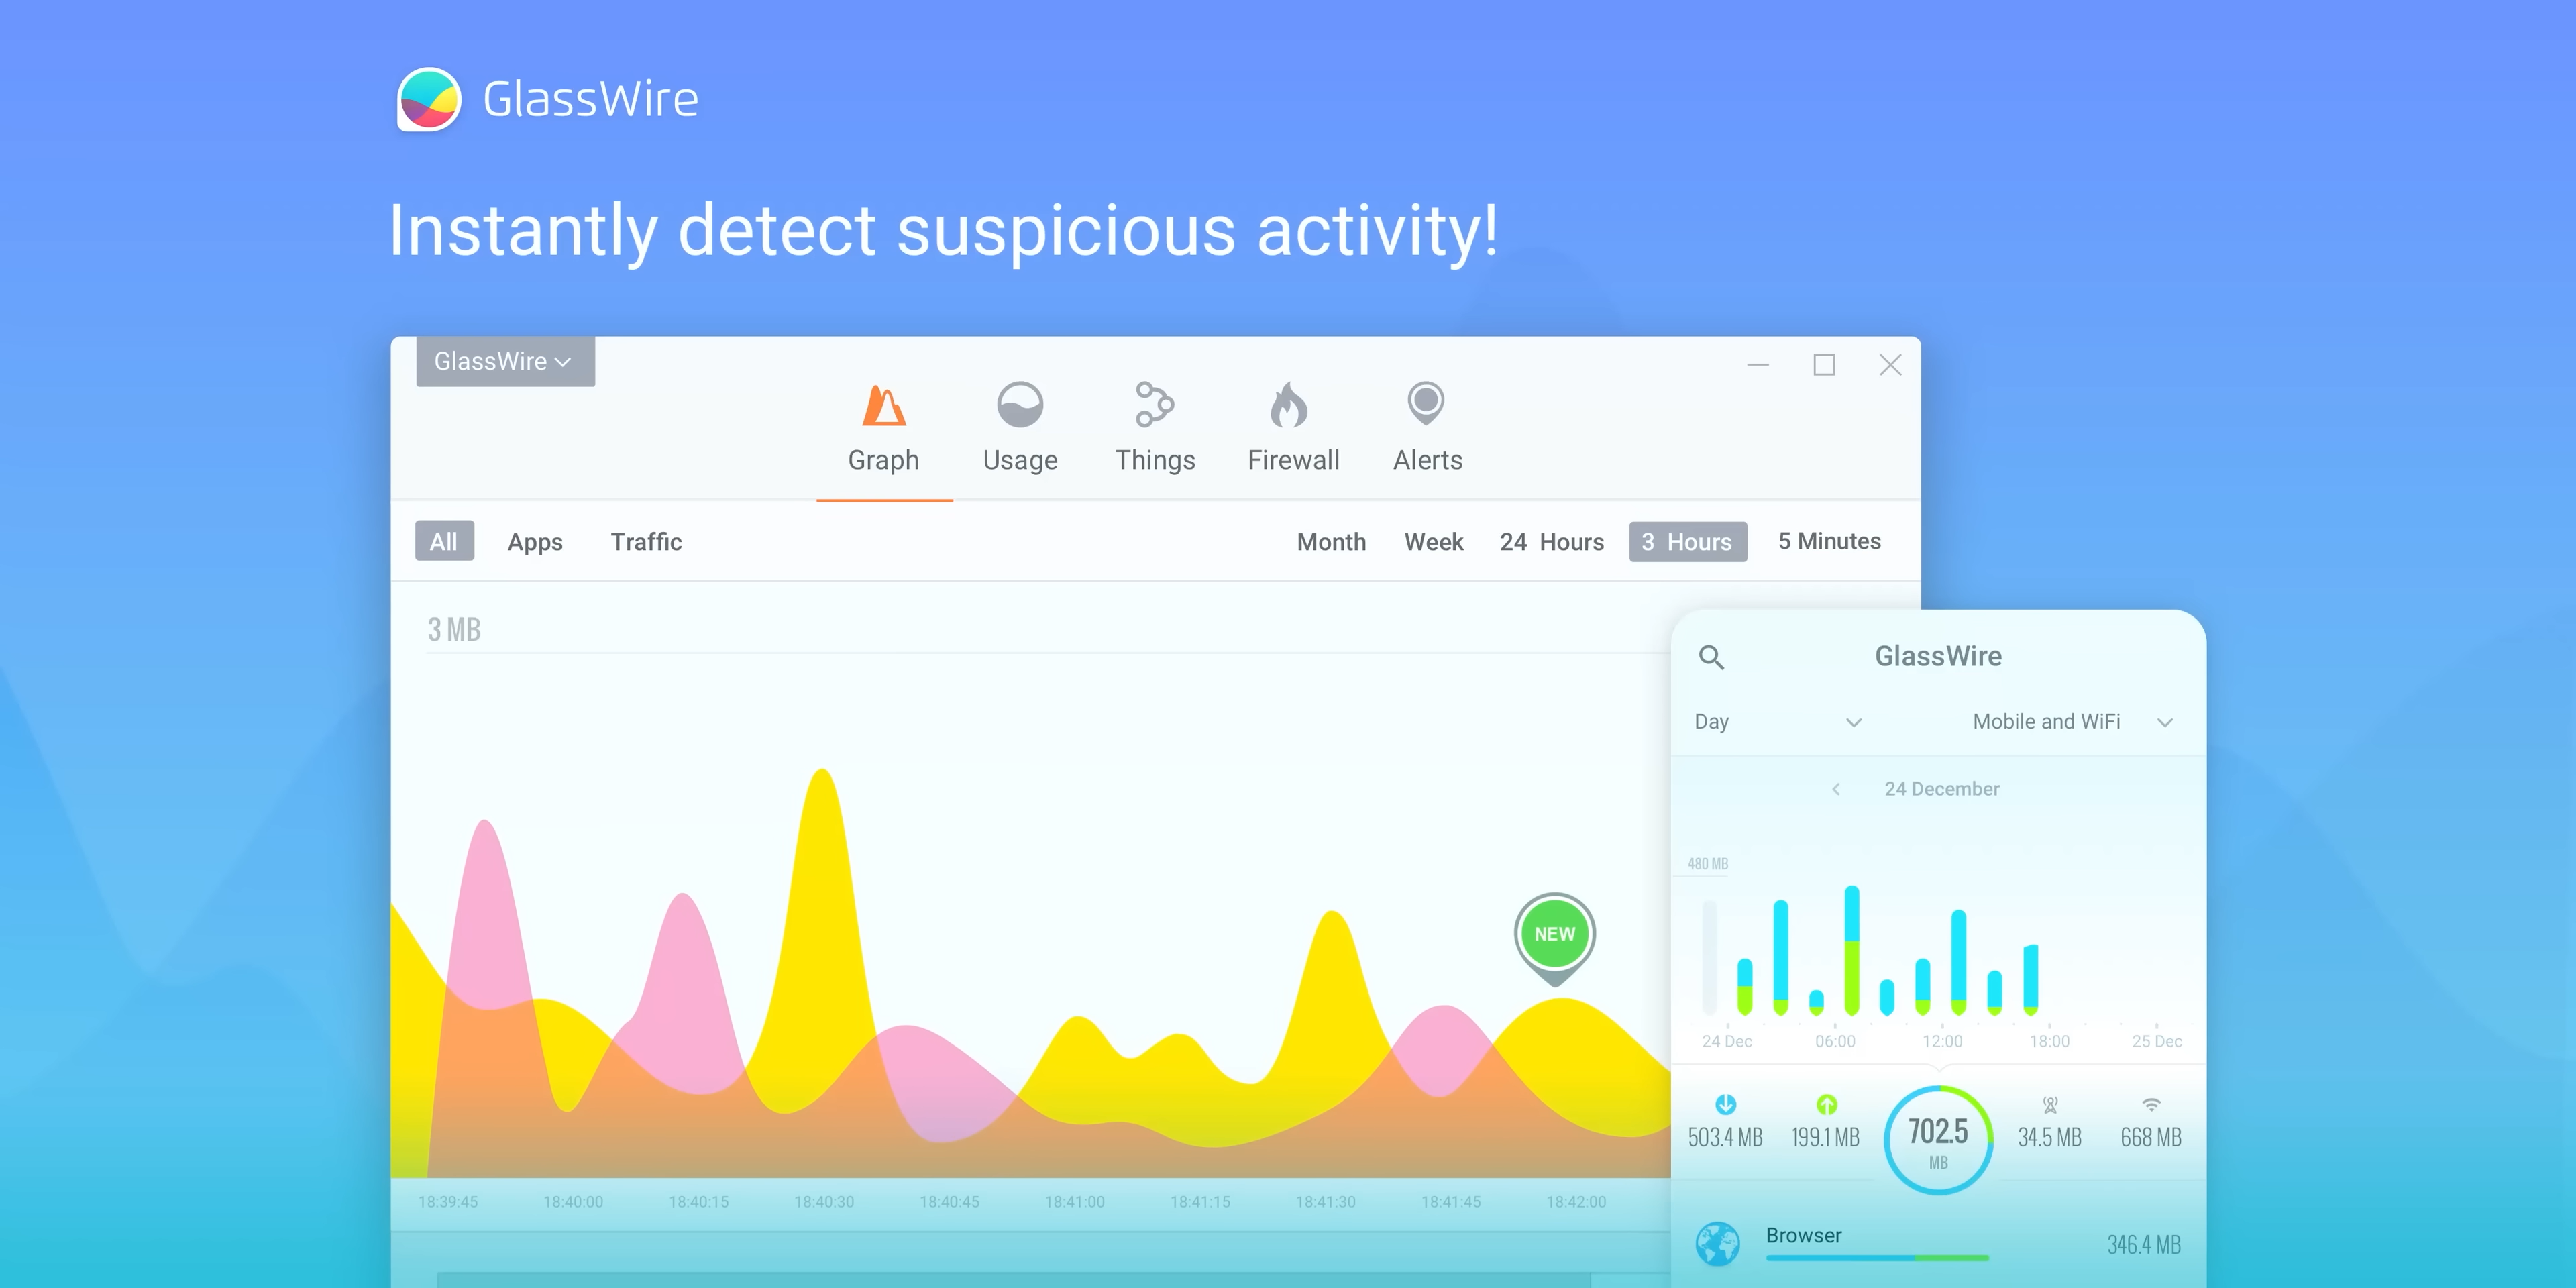 GlassWire
Instantly detect suspicious activity!
GlassWire
Graph Usage Things Firewall Alerts
All Apps Traffic Month Week 24 Hours 3 Hours 5 Minutes
3 MB
NEW
18:39:45 18:40:00 18:40:15 18:40:30 18:40:45 18:41:00 18:41:15 18:41:30 18:41:45 18:42:00
GlassWire
Day Mobile and WiFi
24 December
480 MB
24 Dec 06:00 12:00 18:00 25 Dec
503.4 MB 199.1 MB 702.5 MB 34.5 MB 668 MB
Browser 346.4 MB